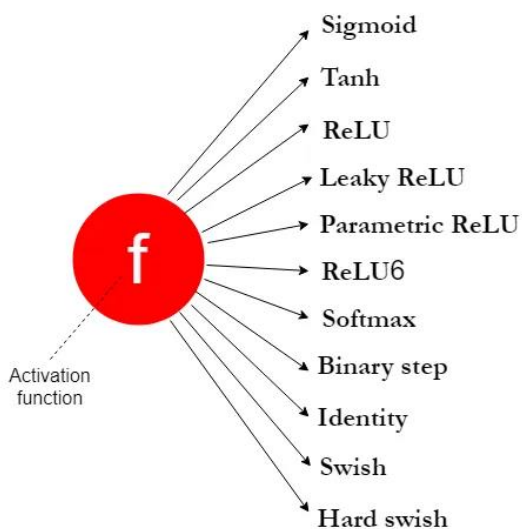 Sigmoid
Tanh
ReLU
Leaky ReLU
Parametric ReLU
f
ReLU6
Softmax
Binary step
Activation
function
Identity
Swish
Hard swish